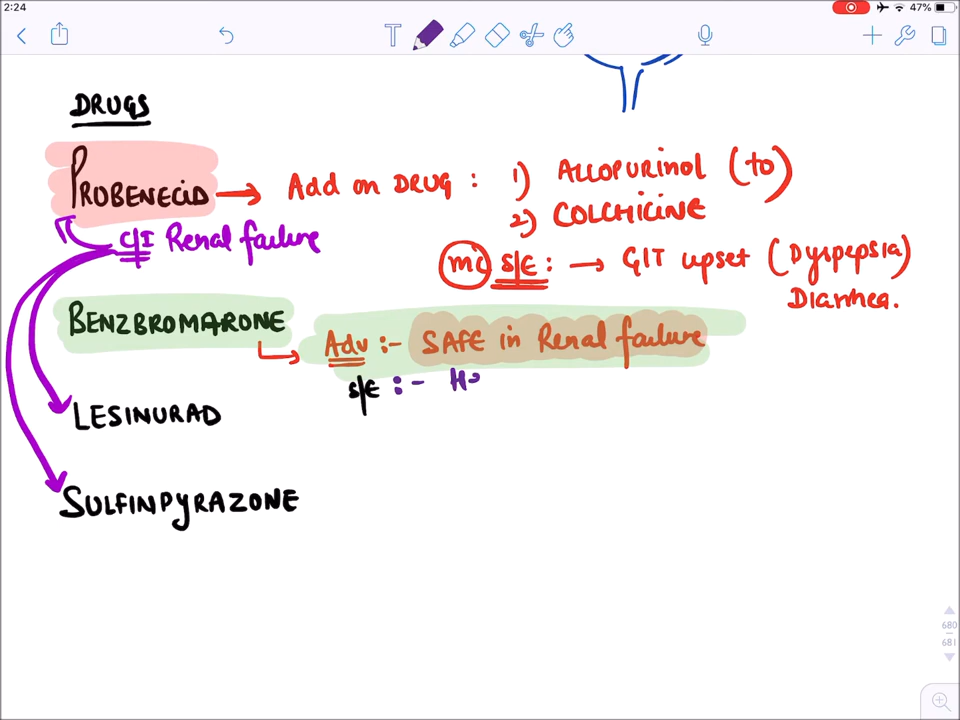 2:24
47%
T
DRUGS
PROBENECID → Add on DRUG : 1) ALLOPURINOL (to)
2) COLCHICINE
C/I Renal failure
mc S/E : → GIT upset (Dyspepsia)
Diarrhea.
BENZBROMARONE
Adv :- SAFE in Renal failure
S/E :-
LESINURAD
SULFINPYRAZONE
680
681